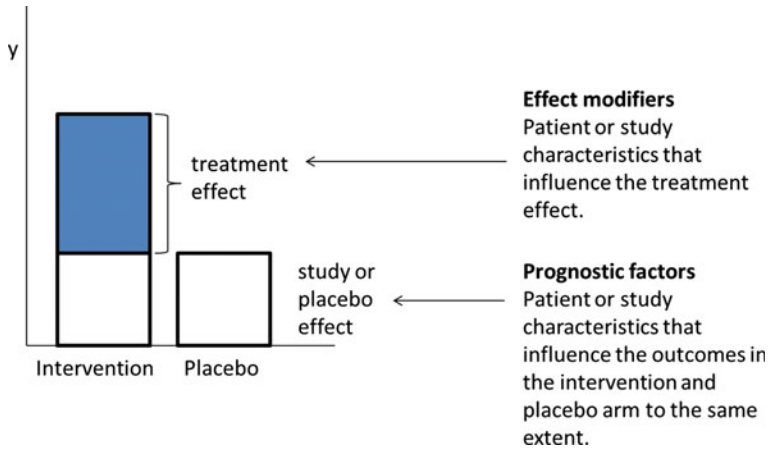 y
treatment
effect
study or
placebo
effect
Intervention
Placebo
Effect modifiers
Patient or study
characteristics that
influence the treatment
effect.
Prognostic factors
Patient or study
characteristics that
influence the outcomes in
the intervention and
placebo arm to the same
extent.